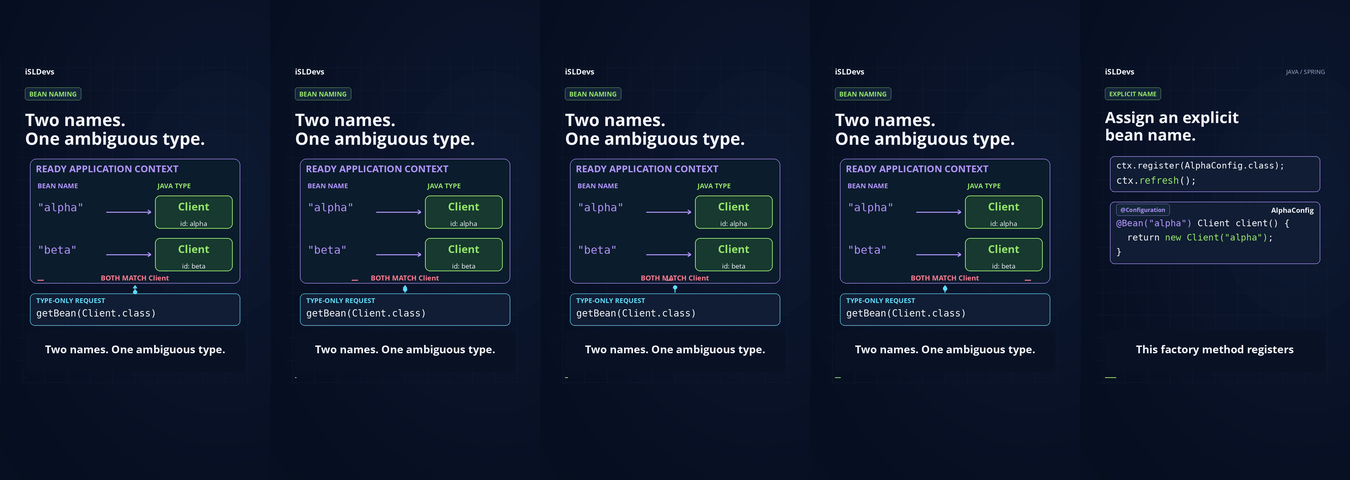 iSLDevs
BEAN NAMING
Two names.
One ambiguous type.
READY APPLICATION CONTEXT
BEAN NAME JAVA TYPE
"alpha" Client
id: alpha
"beta" Client
id: beta
BOTH MATCH Client
TYPE-ONLY REQUEST
getBean(Client.class)
Two names. One ambiguous type.
iSLDevs
BEAN NAMING
Two names.
One ambiguous type.
READY APPLICATION CONTEXT
BEAN NAME JAVA TYPE
"alpha" Client
id: alpha
"beta" Client
id: beta
BOTH MATCH Client
TYPE-ONLY REQUEST
getBean(Client.class)
Two names. One ambiguous type.
iSLDevs
BEAN NAMING
Two names.
One ambiguous type.
READY APPLICATION CONTEXT
BEAN NAME JAVA TYPE
"alpha" Client
id: alpha
"beta" Client
id: beta
BOTH MATCH Client
TYPE-ONLY REQUEST
getBean(Client.class)
Two names. One ambiguous type.
iSLDevs
BEAN NAMING
Two names.
One ambiguous type.
READY APPLICATION CONTEXT
BEAN NAME JAVA TYPE
"alpha" Client
id: alpha
"beta" Client
id: beta
BOTH MATCH Client
TYPE-ONLY REQUEST
getBean(Client.class)
Two names. One ambiguous type.
iSLDevs JAVA / SPRING
EXPLICIT NAME
Assign an explicit
bean name.
ctx.register(AlphaConfig.class);
ctx.refresh();
@Configuration AlphaConfig
@Bean("alpha") Client client() {
return new Client("alpha");
}
This factory method registers